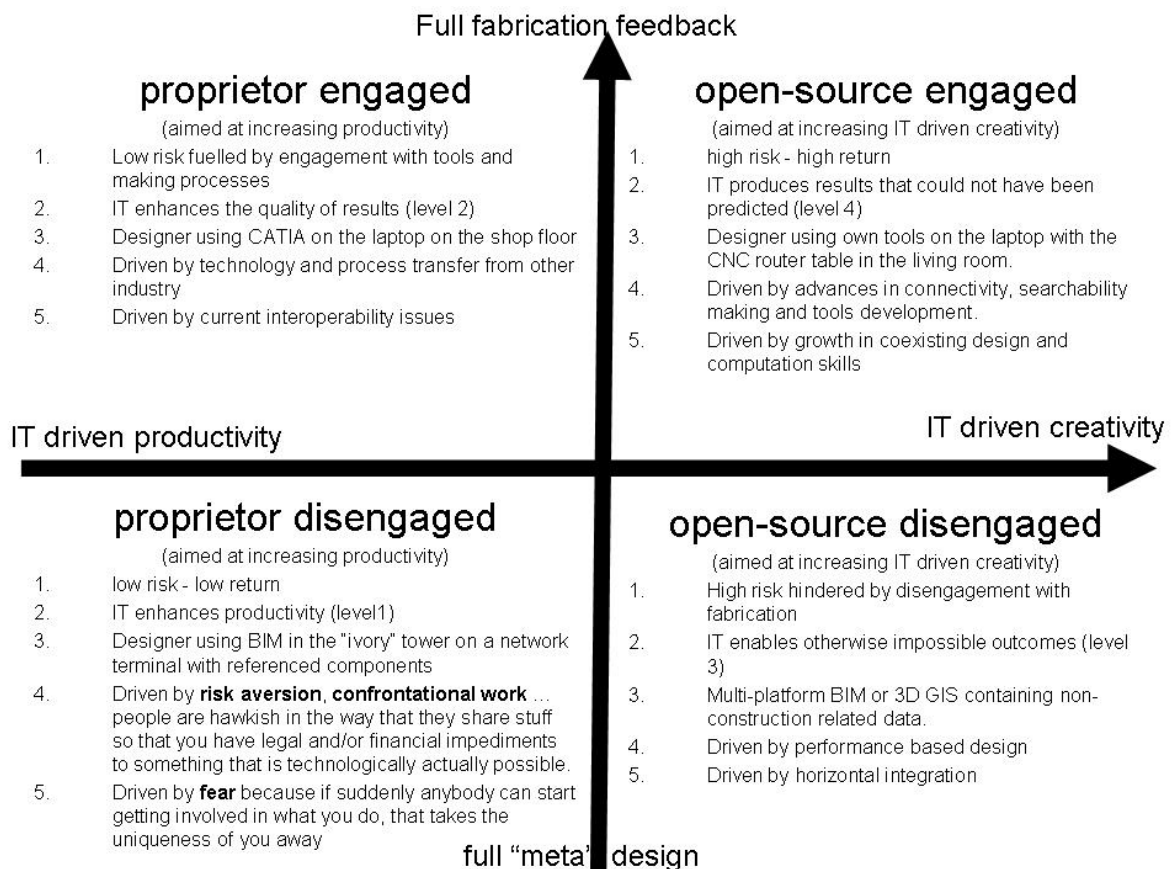 Full fabrication feedback
proprietor engaged
(aimed at increasing productivity)
1. Low risk fuelled by engagement with tools and
making processes
2. IT enhances the quality of results (level 2)
3. Designer using CATIA on the laptop on the shop floor
4. Driven by technology and process transfer from other
industry
5. Driven by current interoperability issues
open-source engaged
(aimed at increasing IT driven creativity)
1. high risk - high return
2. IT produces results that could not have been
predicted (level 4)
3. Designer using own tools on the laptop with the
CNC router table in the living room.
4. Driven by advances in connectivity, searchability
making and tools development.
5. Driven by growth in coexisting design and
computation skills
IT driven productivity
IT driven creativity
proprietor disengaged
(aimed at increasing productivity)
1. low risk - low return
2. IT enhances productivity (level1)
3. Designer using BIM in the "ivory" tower on a network
terminal with referenced components
4. Driven by risk aversion, confrontational work ...
people are hawkish in the way that they share stuff
so that you have legal and/or financial impediments
to something that is technologically actually possible.
5. Driven by fear because if suddenly anybody can start
getting involved in what you do, that takes the
uniqueness of you away
open-source disengaged
(aimed at increasing IT driven creativity)
1. High risk hindered by disengagement with
fabrication
2. IT enables otherwise impossible outcomes (level
3)
3. Multi-platform BIM or 3D GIS containing non-
construction related data.
4. Driven by performance based design
5. Driven by horizontal integration
full "meta" design